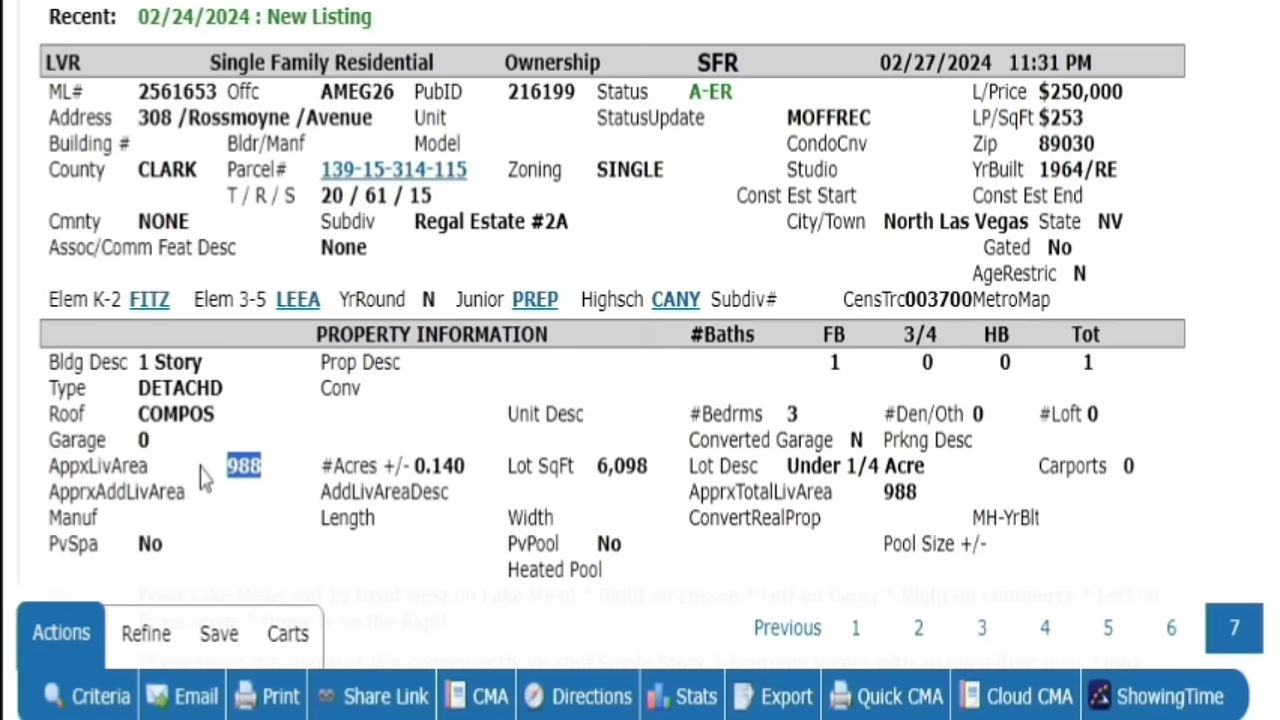 Recent: 02/24/2024 : New Listing
LVR Single Family Residential Ownership SFR 02/27/2024 11:31 PM
ML# 2561653 Offc AMEG26 PubID 216199 Status A-ER L/Price $250,000
Address 308 /Rossmoyne /Avenue Unit StatusUpdate MOFFREC LP/SqFt $253
Building # Bldr/Manf Model CondoCnv Zip 89030
County CLARK Parcel# 139-15-314-115 Zoning SINGLE Studio YrBuilt 1964/RE
T / R / S 20 / 61 / 15 Const Est Start Const Est End
Cmnty NONE Subdiv Regal Estate #2A City/Town North Las Vegas State NV
Assoc/Comm Feat Desc None Gated No
AgeRestric N
Elem K-2 FITZ Elem 3-5 LEEA YrRound N Junior PREP Highsch CANY Subdiv# CensTrc003700MetroMap
PROPERTY INFORMATION #Baths FB 3/4 HB Tot
Bldg Desc 1 Story Prop Desc 1 0 0 1
Type DETACHD Conv
Roof COMPOS Unit Desc #Bedrms 3 #Den/Oth 0 #Loft 0
Garage 0 Converted Garage N Prkng Desc
AppxLivArea 988 #Acres +/- 0.140 Lot SqFt 6,098 Lot Desc Under 1/4 Acre Carports 0
ApprxAddLivArea AddLivAreaDesc ApprxTotalLivArea 988
Manuf Length Width ConvertRealProp MH-YrBlt
PvSpa No PvPool No Pool Size +/-
Heated Pool
Actions Refine Save Carts Previous 1 2 3 4 5 6 7
Criteria Email Print Share Link CMA Directions Stats Export Quick CMA Cloud CMA ShowingTime